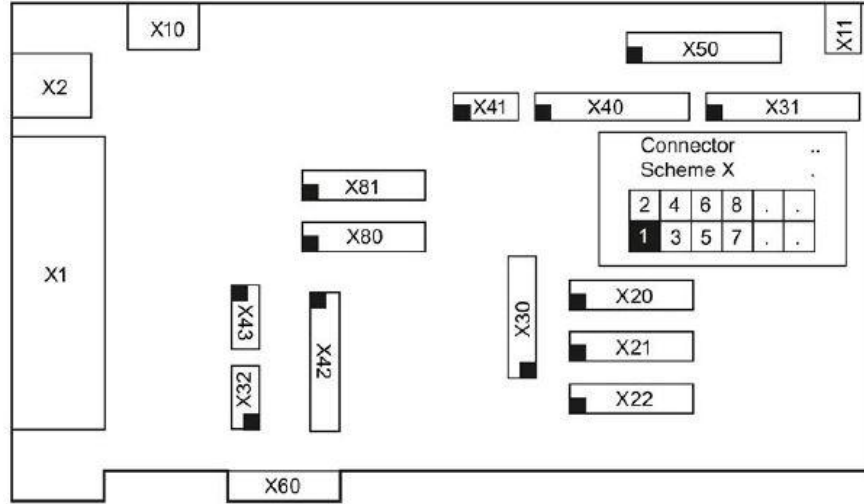 X10
X11
X50
X2
X41
X40
X31
Connector ..
Scheme X .
2 4 6 8 . .
1 3 5 7 . .
X81
X80
X1
X20
X30
X43
X42
X21
X32
X22
X60